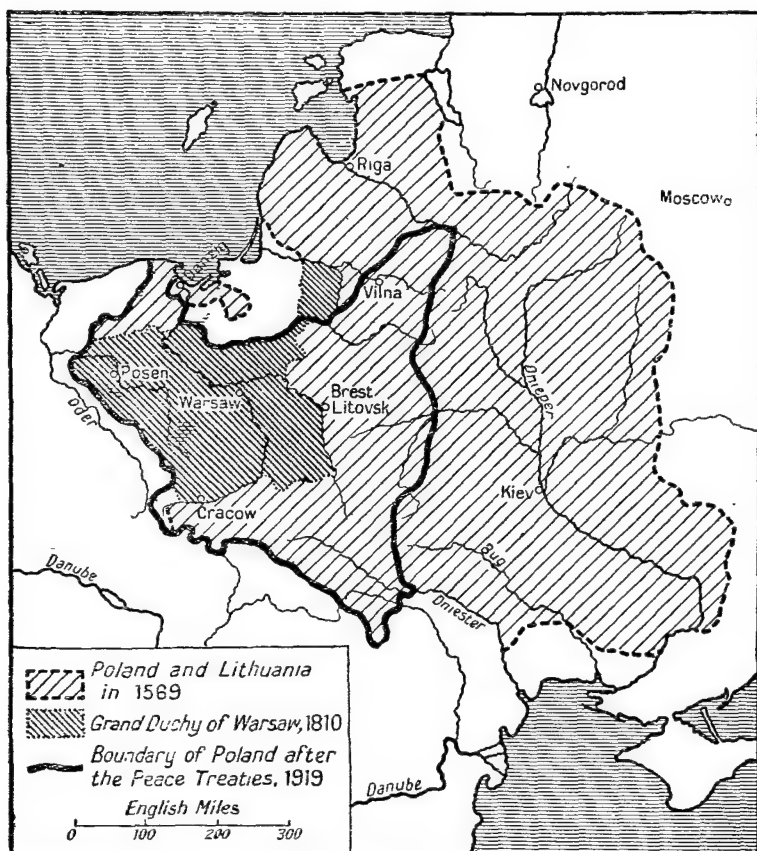 Novgorod
Riga
Moscow
Danzig
Vilna
Posen
Warsaw
Brest
Litovsk
Oder
Dnieper
Kiev
Cracow
Bug
Danube
Dniester
Poland and Lithuania
in 1569
Grand Duchy of Warsaw, 1810
Boundary of Poland after
the Peace Treaties, 1919
English Miles
0 100 200 300
Danube